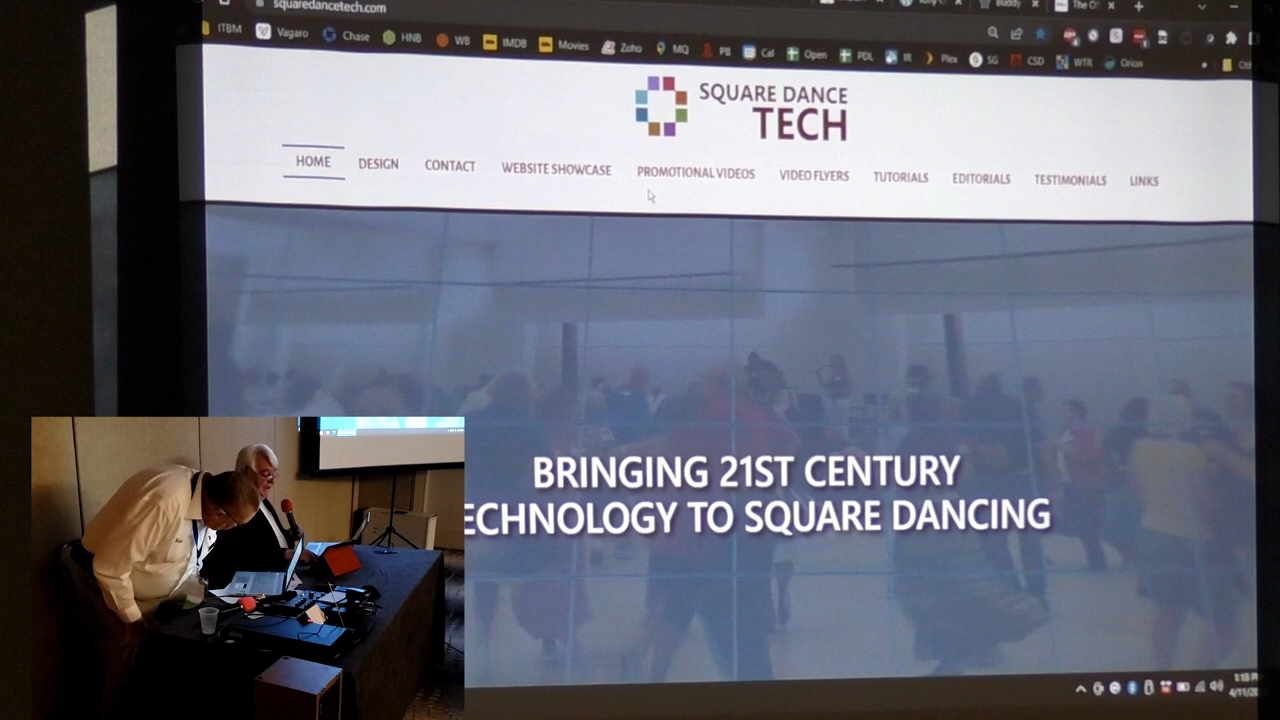 squaredancetech.com
The O
ITBM Vagaro Chase HNB WB IMDB Movies Zoho MQ PB Cal Open PDL IR Plex SG CSD WTR Orion
SQUARE DANCE
TECH
HOME DESIGN CONTACT WEBSITE SHOWCASE PROMOTIONAL VIDEOS VIDEO FLYERS TUTORIALS EDITORIALS TESTIMONIALS LINKS
BRINGING 21ST CENTURY
ECHNOLOGY TO SQUARE DANCING